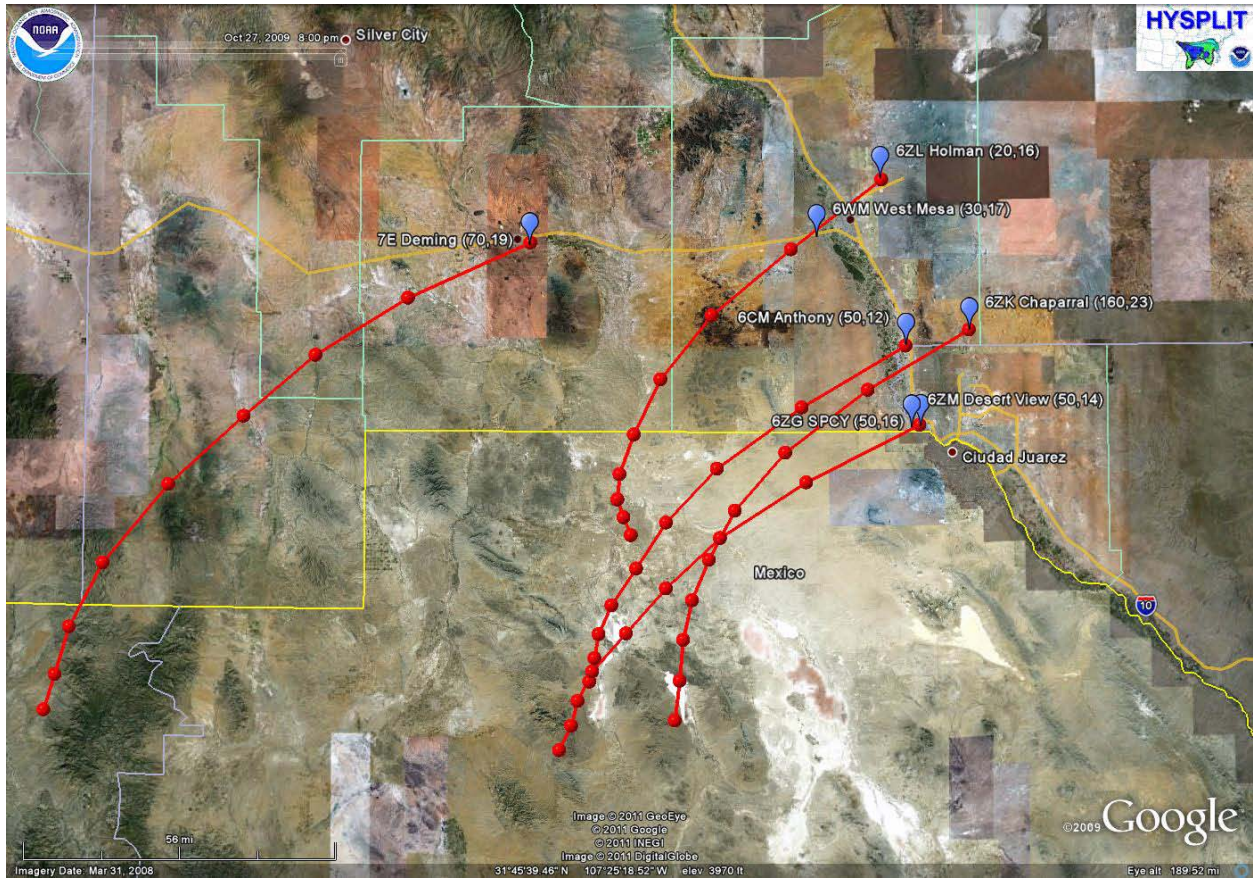 NOAA
Oct 27, 2009 8:00 pm
Silver City
HYSPLIT
6ZL Holman (20,16)
6WM West Mesa (30,17)
7E Deming (70,19)
6ZK Chaparral (160,23)
6CM Anthony (50,12)
6ZM Desert View (50,14)
6ZG SPCY (50,16)
Ciudad Juarez
Mexico
10
56 mi
Image © 2011 GeoEye
© 2011 Google
© 2011 INEGI
Image © 2011 DigitalGlobe
©2009 Google
Imagery Date: Mar 31, 2008
31°45'39.46" N 107°25'18.52" W elev 3970 ft
Eye alt 189.52 mi